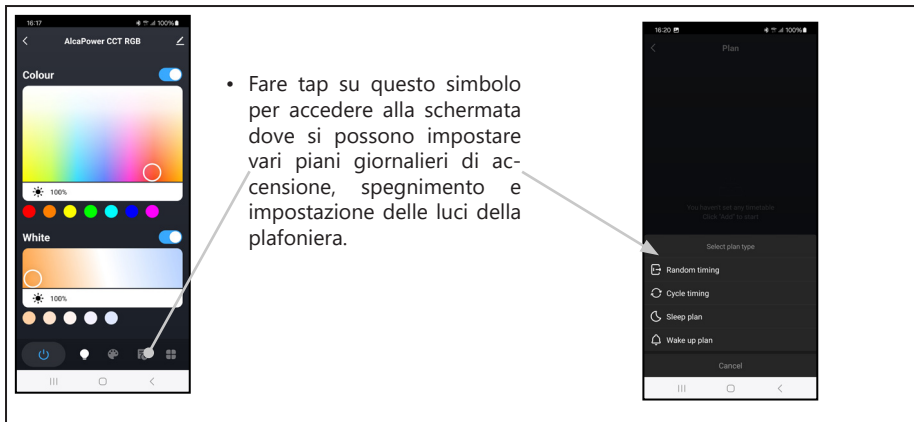 16:17
100%
AlcaPower CCT RGB
Colour
100%
White
100%
• Fare tap su questo simbolo
per accedere alla schermata
dove si possono impostare
vari piani giornalieri di ac-
censione, spegnimento e
impostazione delle luci della
plafoniera.
16:20
100%
Plan
You haven't set any timetable
Click "Add" to start
Select plan type
Random timing
Cycle timing
Sleep plan
Wake up plan
Cancel